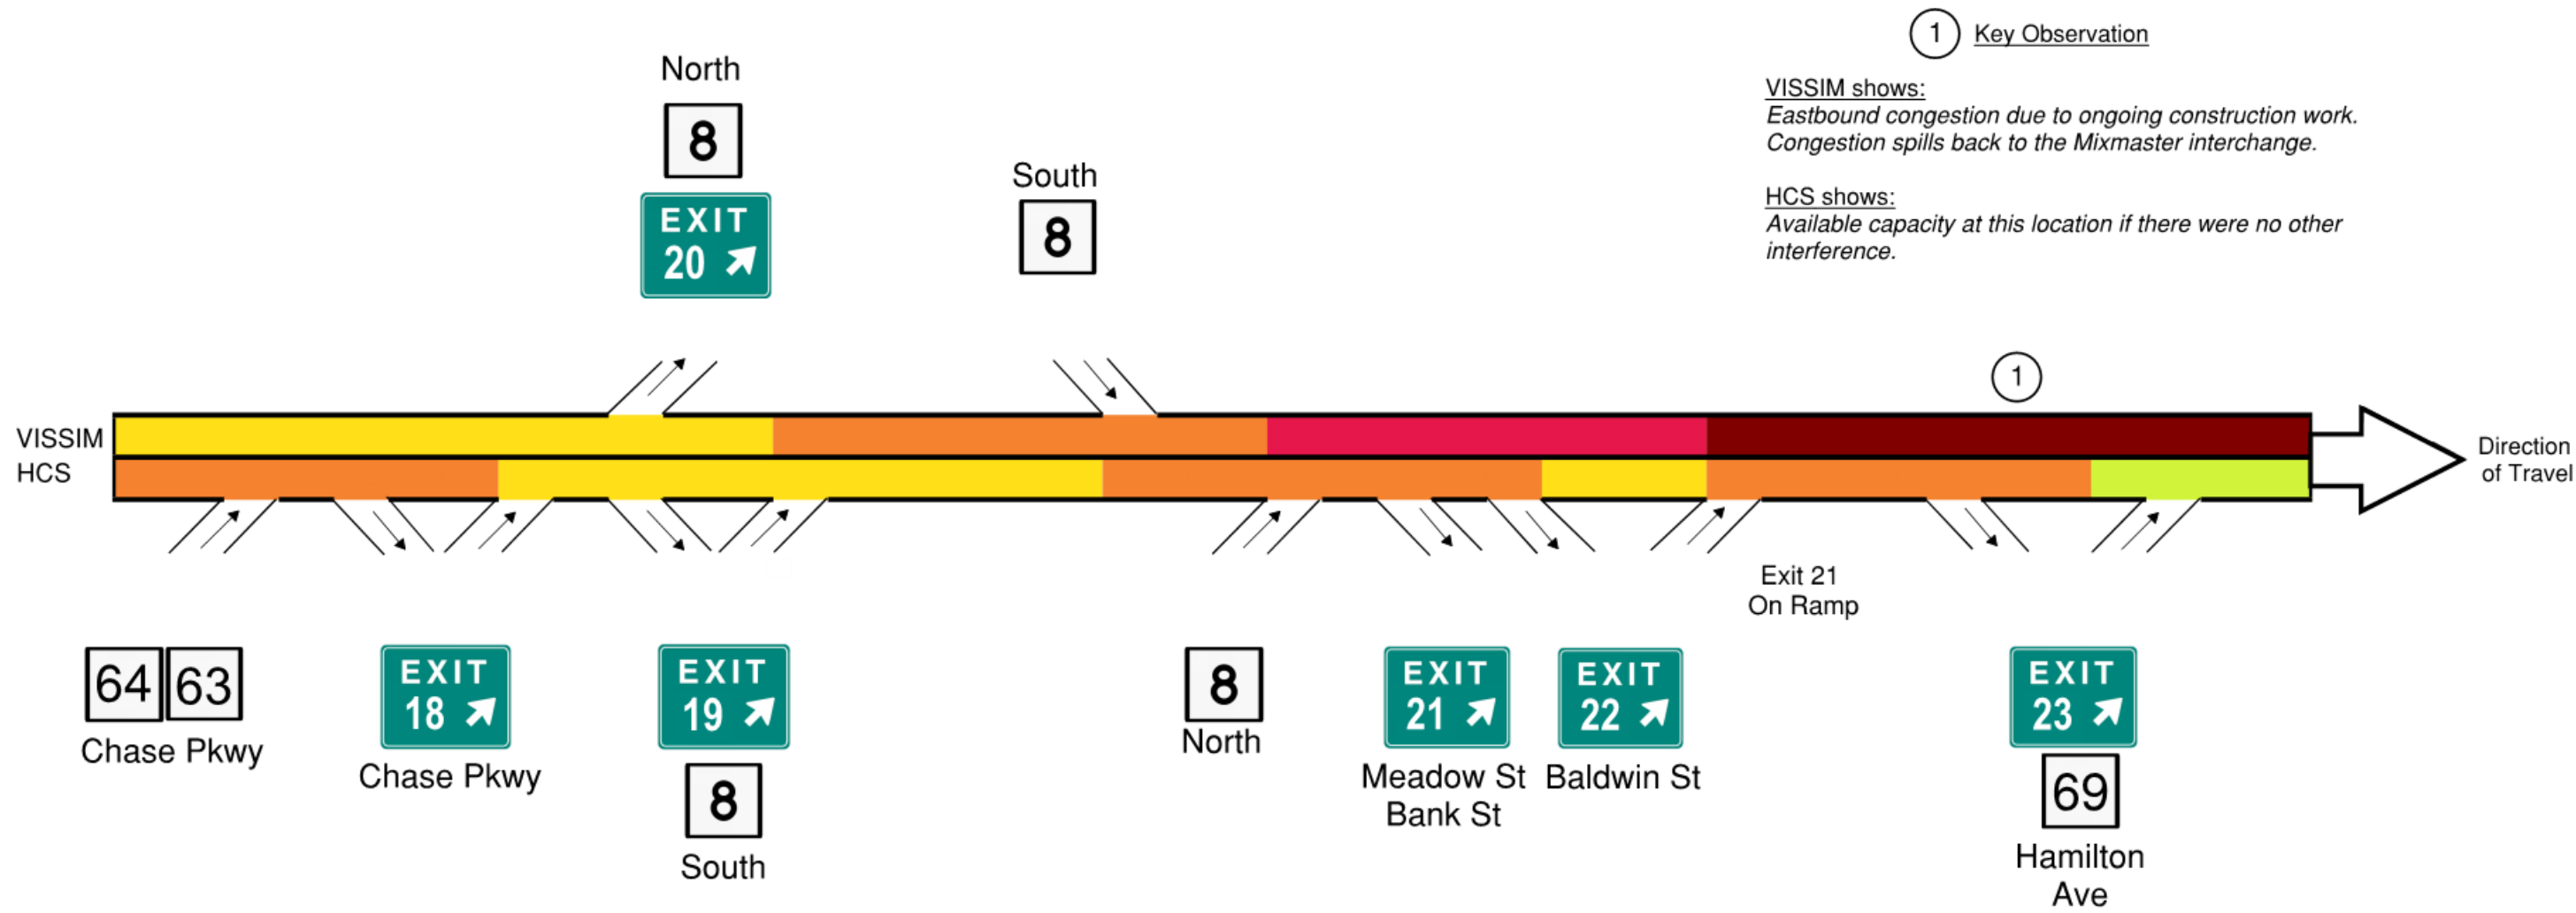 1 Key Observation
VISSIM shows:
Eastbound congestion due to ongoing construction work.
Congestion spills back to the Mixmaster interchange.
HCS shows:
Available capacity at this location if there were no other
interference.
North
8
EXIT
20
South
8
1
VISSIM
HCS
Direction
of Travel
Exit 21
On Ramp
64 63
Chase Pkwy
EXIT
18
Chase Pkwy
EXIT
19
8
South
8
North
EXIT
21
Meadow St
Bank St
EXIT
22
Baldwin St
EXIT
23
69
Hamilton
Ave